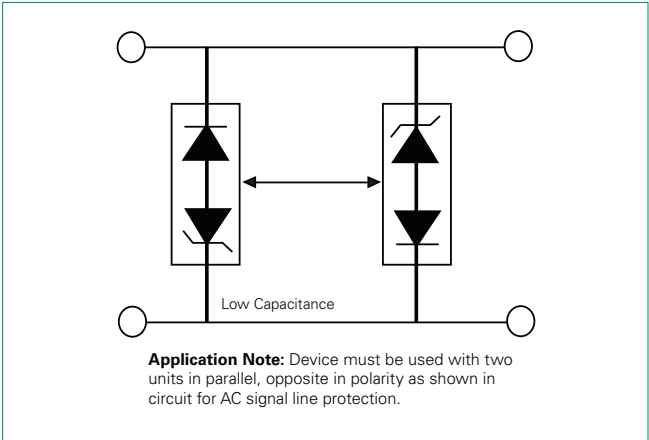 Low Capacitance
Application Note: Device must be used with two
units in parallel, opposite in polarity as shown in
circuit for AC signal line protection.